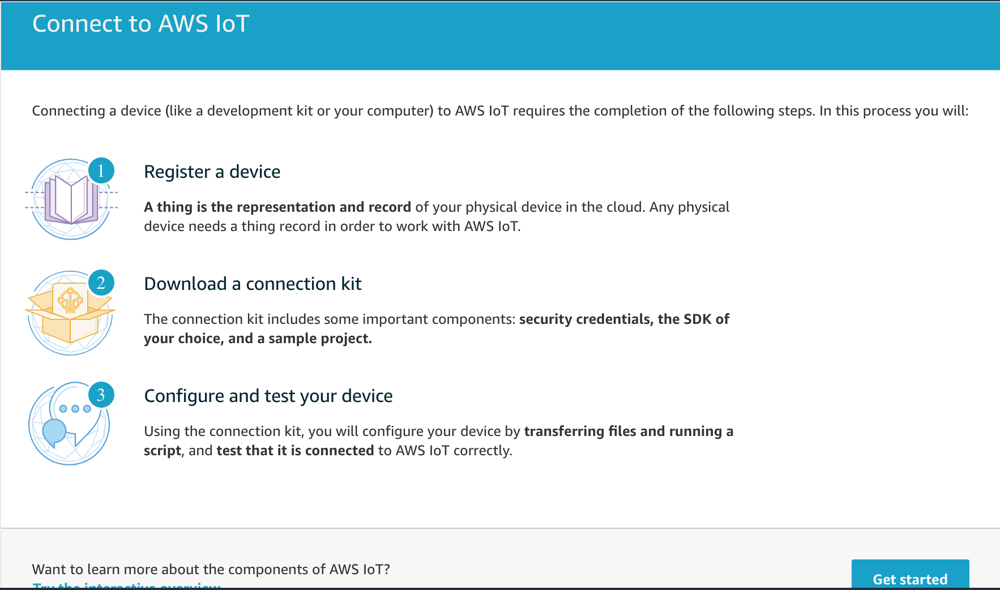 Connect to AWS IoT
Connecting a device (like a development kit or your computer) to AWS IoT requires the completion of the following steps. In this process you will:
1
Register a device
A thing is the representation and record of your physical device in the cloud. Any physical
device needs a thing record in order to work with AWS IoT.
2
Download a connection kit
The connection kit includes some important components: security credentials, the SDK of
your choice, and a sample project.
3
Configure and test your device
Using the connection kit, you will configure your device by transferring files and running a
script, and test that it is connected to AWS IoT correctly.
Want to learn more about the components of AWS IoT?
Try the interactive overview
Get started